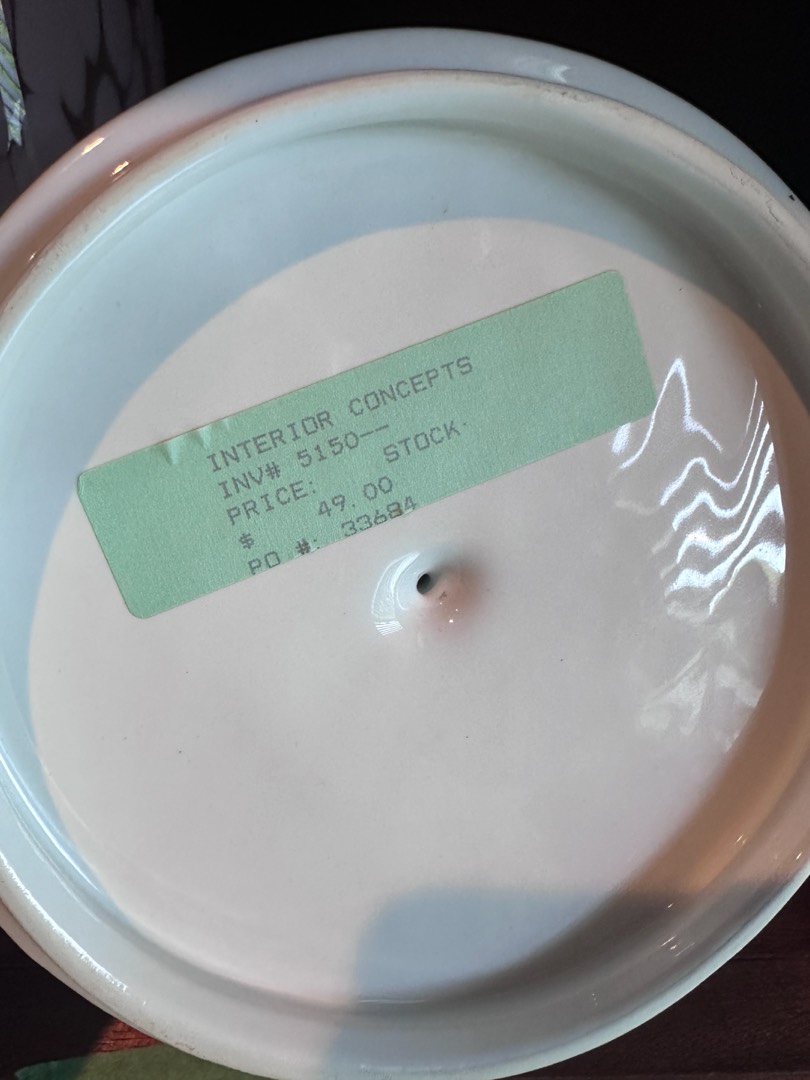 INTERIOR CONCEPTS
INV# 5150-- STOCK
PRICE:
$ 49.00
PO #: 33684